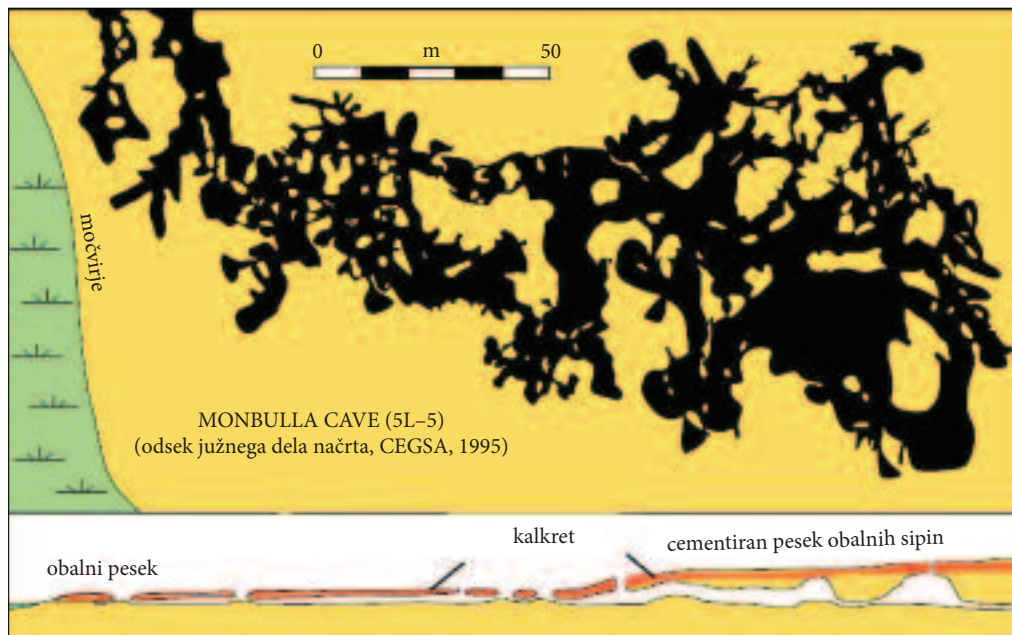 0 m 50
močvirje
MONBULLA CAVE (5L–5)
(odsek južnega dela načrta, CEGSA, 1995)
kalkret
cementiran pesek obalnih sipin
obalni pesek